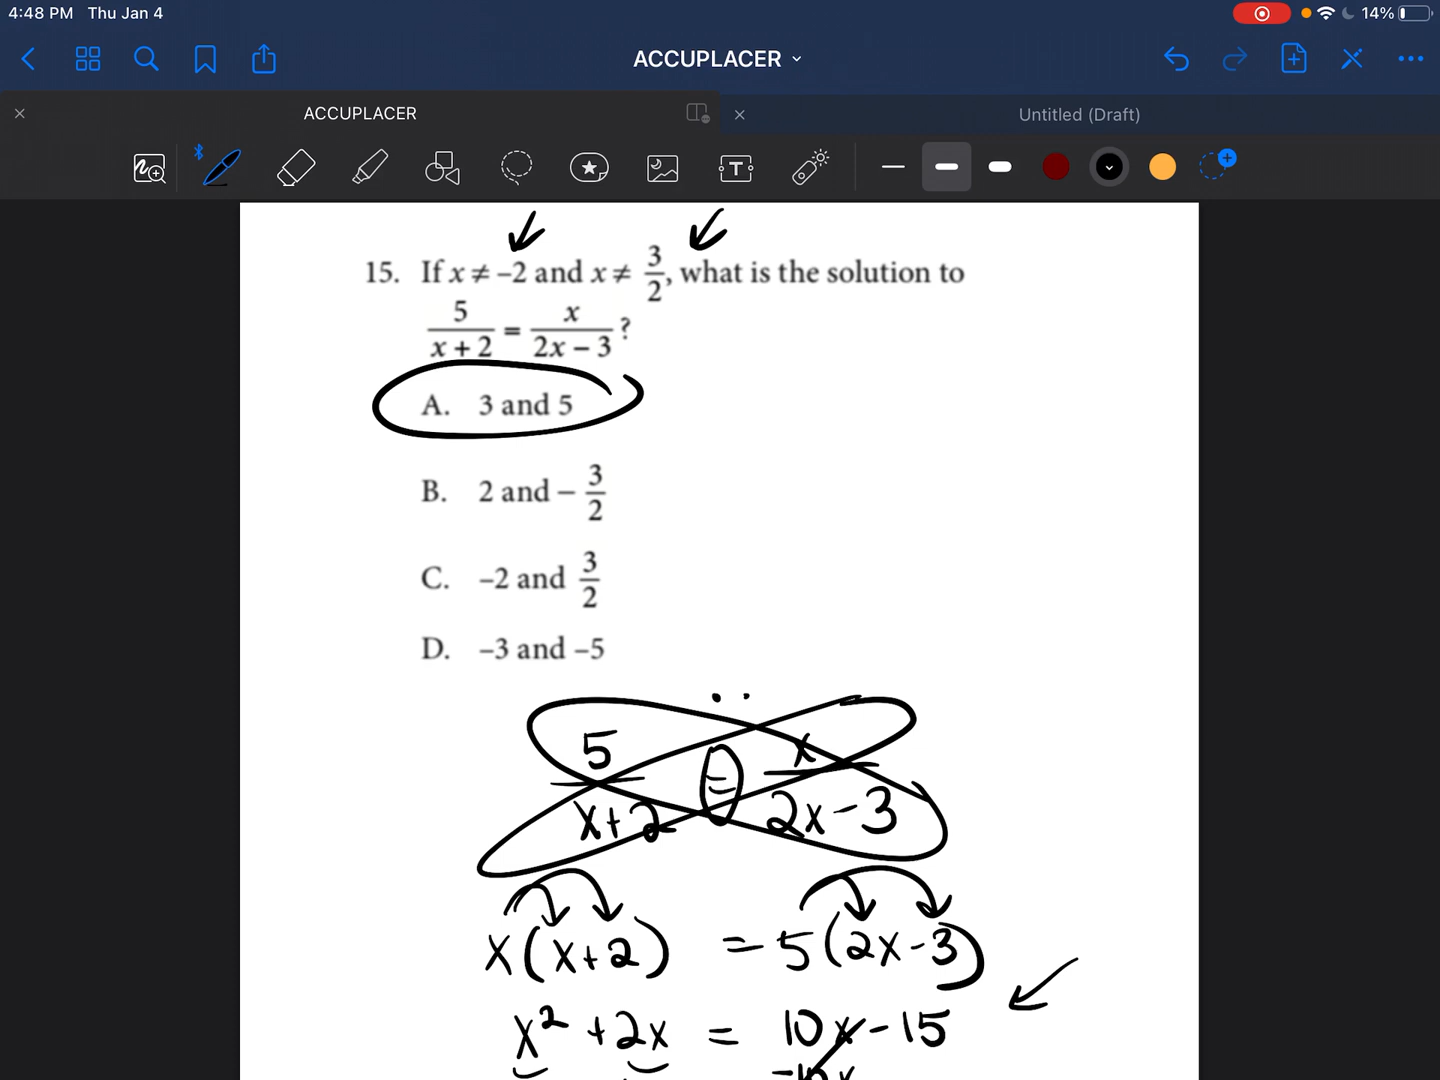 4:48 PM Thu Jan 4
14%
ACCUPLACER
ACCUPLACER
Untitled (Draft)
15. If x ≠ –2 and x ≠ 3/2, what is the solution to
5/(x + 2) = x/(2x – 3)?
A. 3 and 5
B. 2 and – 3/2
C. –2 and 3/2
D. –3 and –5
5/(x+2) = x/(2x-3)
x(x+2) = 5(2x-3)
x² +2x = 10x-15
-10x